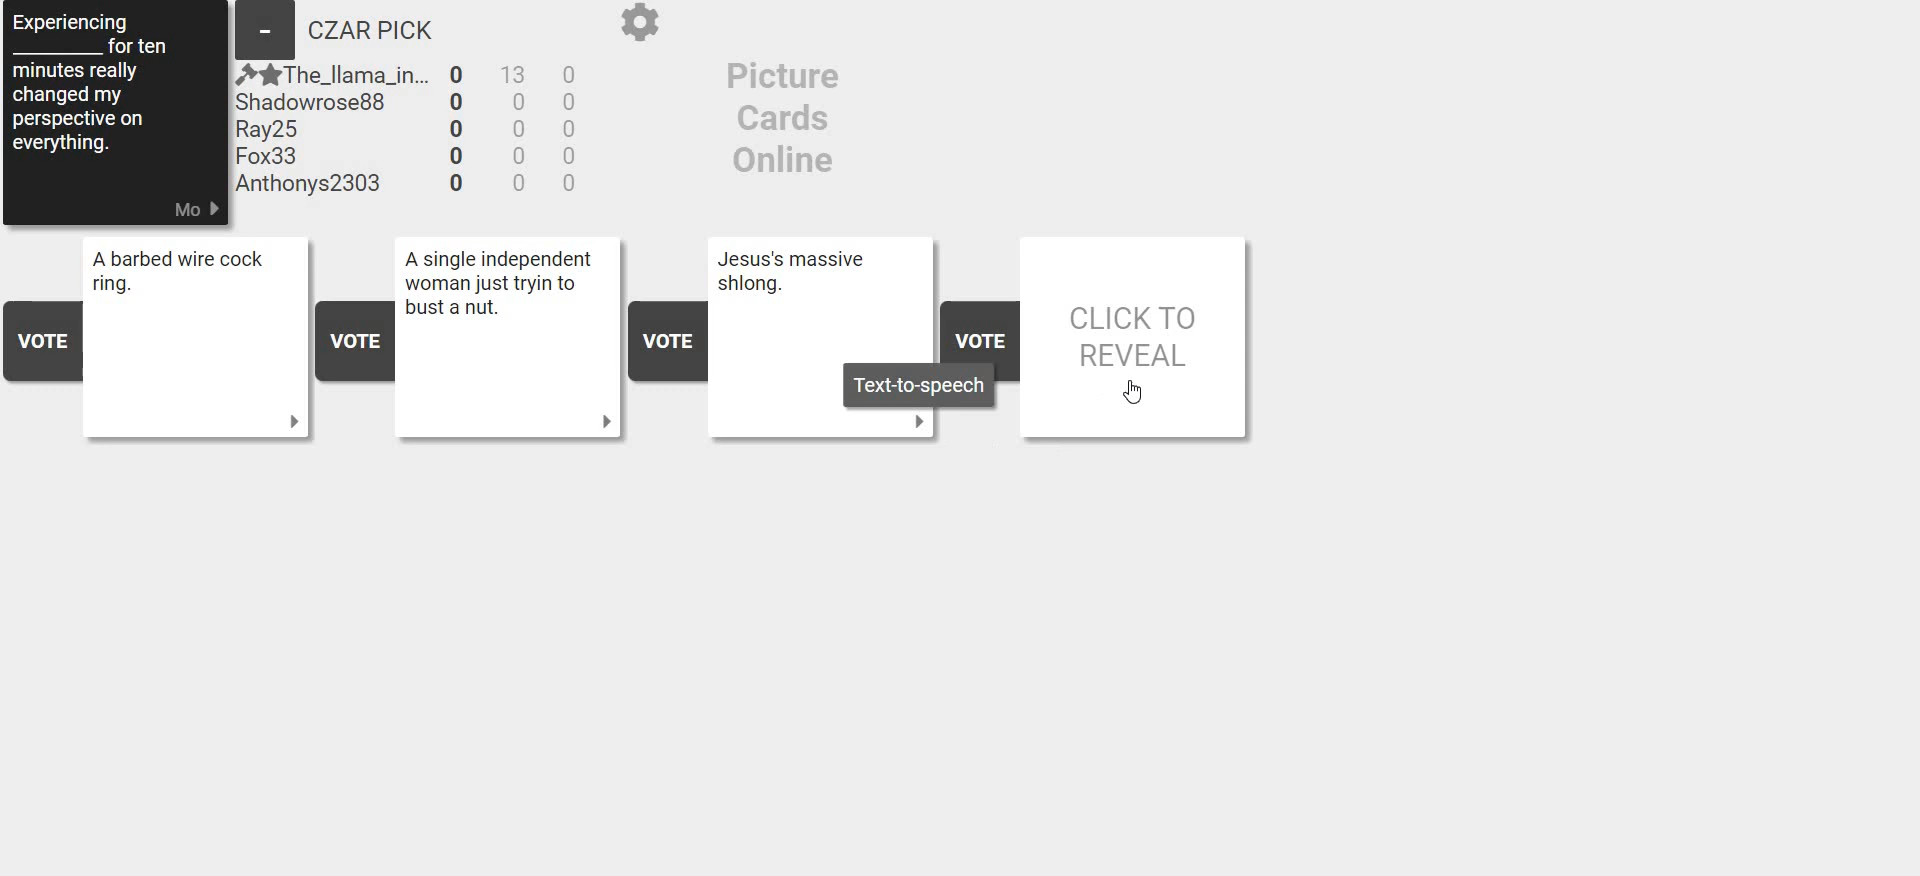 Experiencing
_________ for ten
minutes really
changed my
perspective on
everything.
Mo
-
CZAR PICK
The_llama_in... 0 13 0
Shadowrose88 0 0 0
Ray25 0 0 0
Fox33 0 0 0
Anthonys2303 0 0 0
Picture
Cards
Online
VOTE
A barbed wire cock
ring.
VOTE
A single independent
woman just tryin to
bust a nut.
VOTE
Jesus's massive
shlong.
Text-to-speech
VOTE
CLICK TO
REVEAL